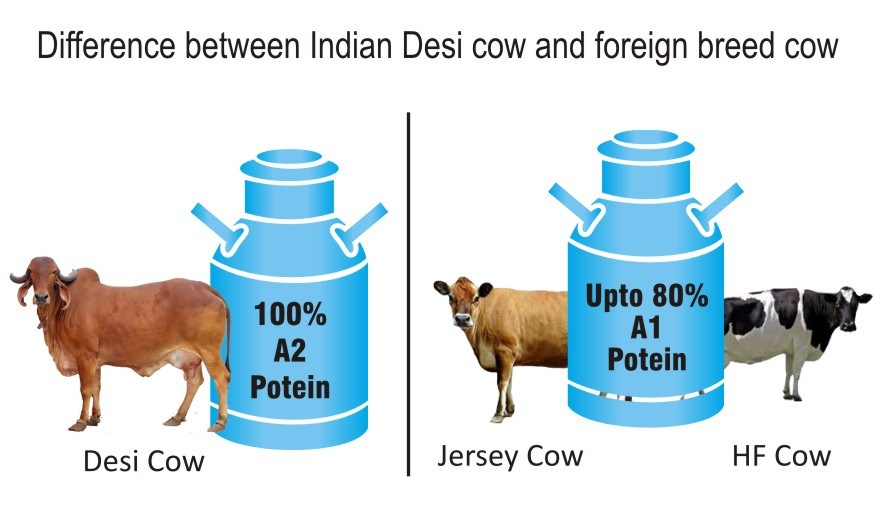 Difference between Indian Desi cow and foreign breed cow
100%
A2
Potein
Desi Cow
Upto 80%
A1
Potein
Jersey Cow
HF Cow